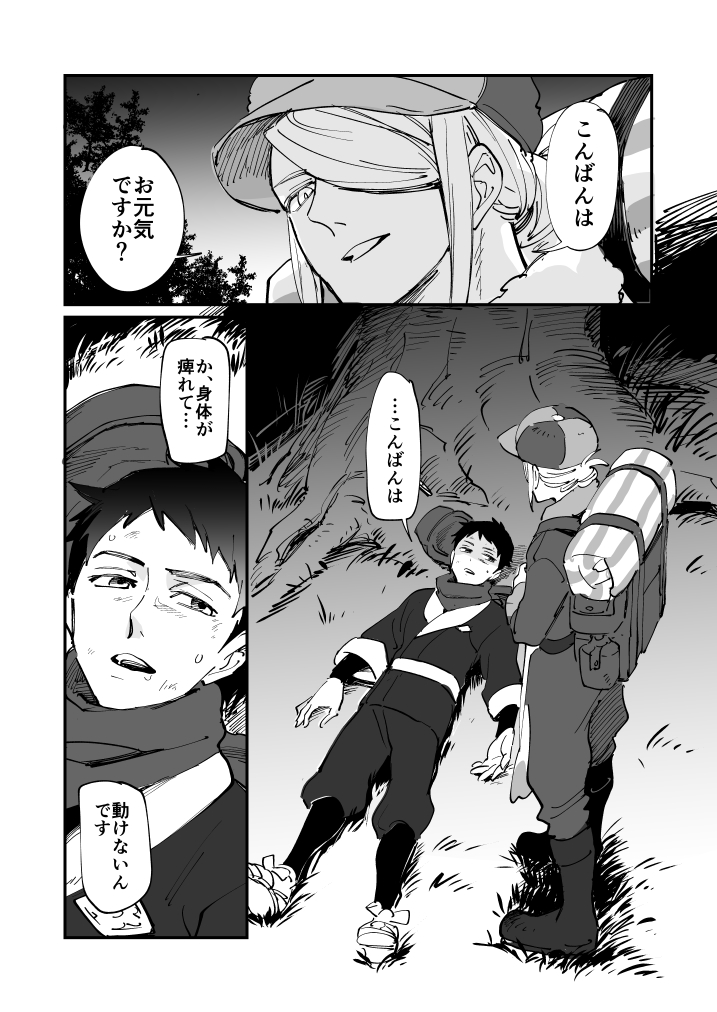 こんばんは
お元気
ですか？
…こんばんは
か、身体が
痺れて…
動けないん
です